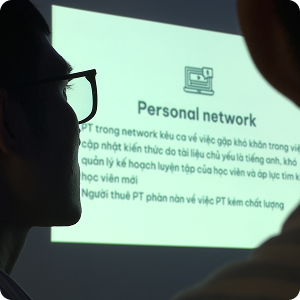 Personal network
PT trong network kêu ca về việc gặp khó khăn trong
cập nhật kiến thức do tài liệu chủ yếu là tiếng anh, khó
quản lý kế hoạch luyện tập của học viên và áp lực tìm
học viên mới
Người thuê PT phàn nàn về việc PT kém chất lượng